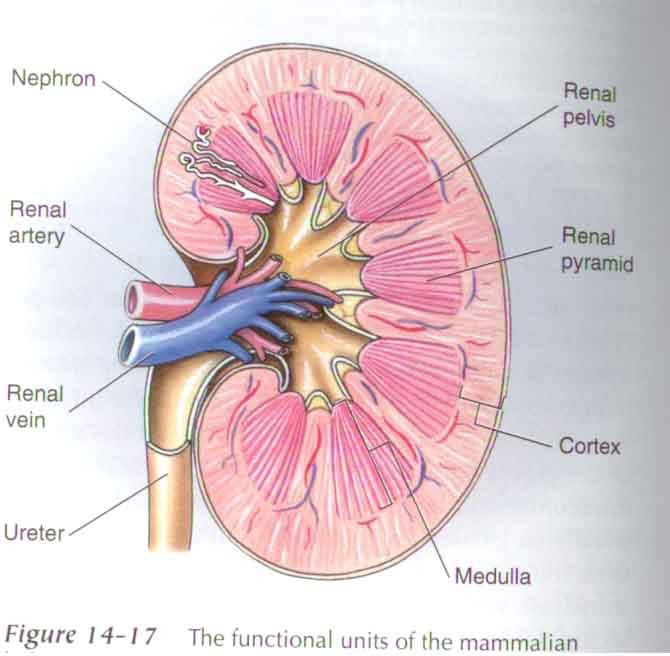 Nephron
Renal
pelvis
Renal
artery
Renal
pyramid
Renal
vein
Cortex
Ureter
Medulla
Figure 14-17 The functional units of the mammalian